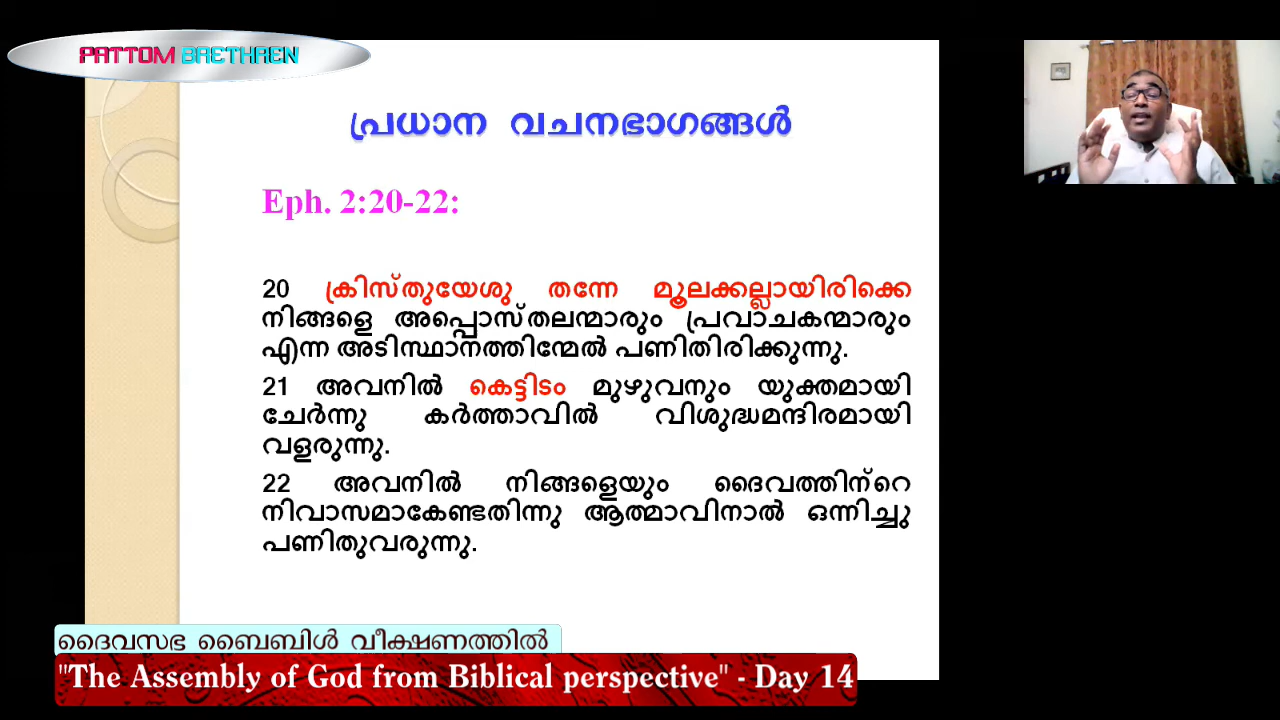 PATTOM BRETHREN
പ്രധാന വചനഭാഗങ്ങൾ
Eph. 2:20-22:
20 ക്രിസ്തുയേശു തന്നേ മൂലക്കല്ലായിരിക്കെ
നിങ്ങളെ അപ്പൊസ്തലന്മാരും പ്രവാചകന്മാരും
എന്ന അടിസ്ഥാനത്തിന്മേൽ പണിതിരിക്കുന്നു.
21 അവനിൽ കെട്ടിടം മുഴുവനും യുക്തമായി
ചേർന്നു കർത്താവിൽ വിശുദ്ധമന്ദിരമായി
വളരുന്നു.
22 അവനിൽ നിങ്ങളെയും ദൈവത്തിന്റെ
നിവാസമാകേണ്ടതിന്നു ആത്മാവിനാൽ ഒന്നിച്ചു
പണിതുവരുന്നു.
ദൈവസഭ ബൈബിൾ വീക്ഷണത്തിൽ
"The Assembly of God from Biblical perspective" - Day 14